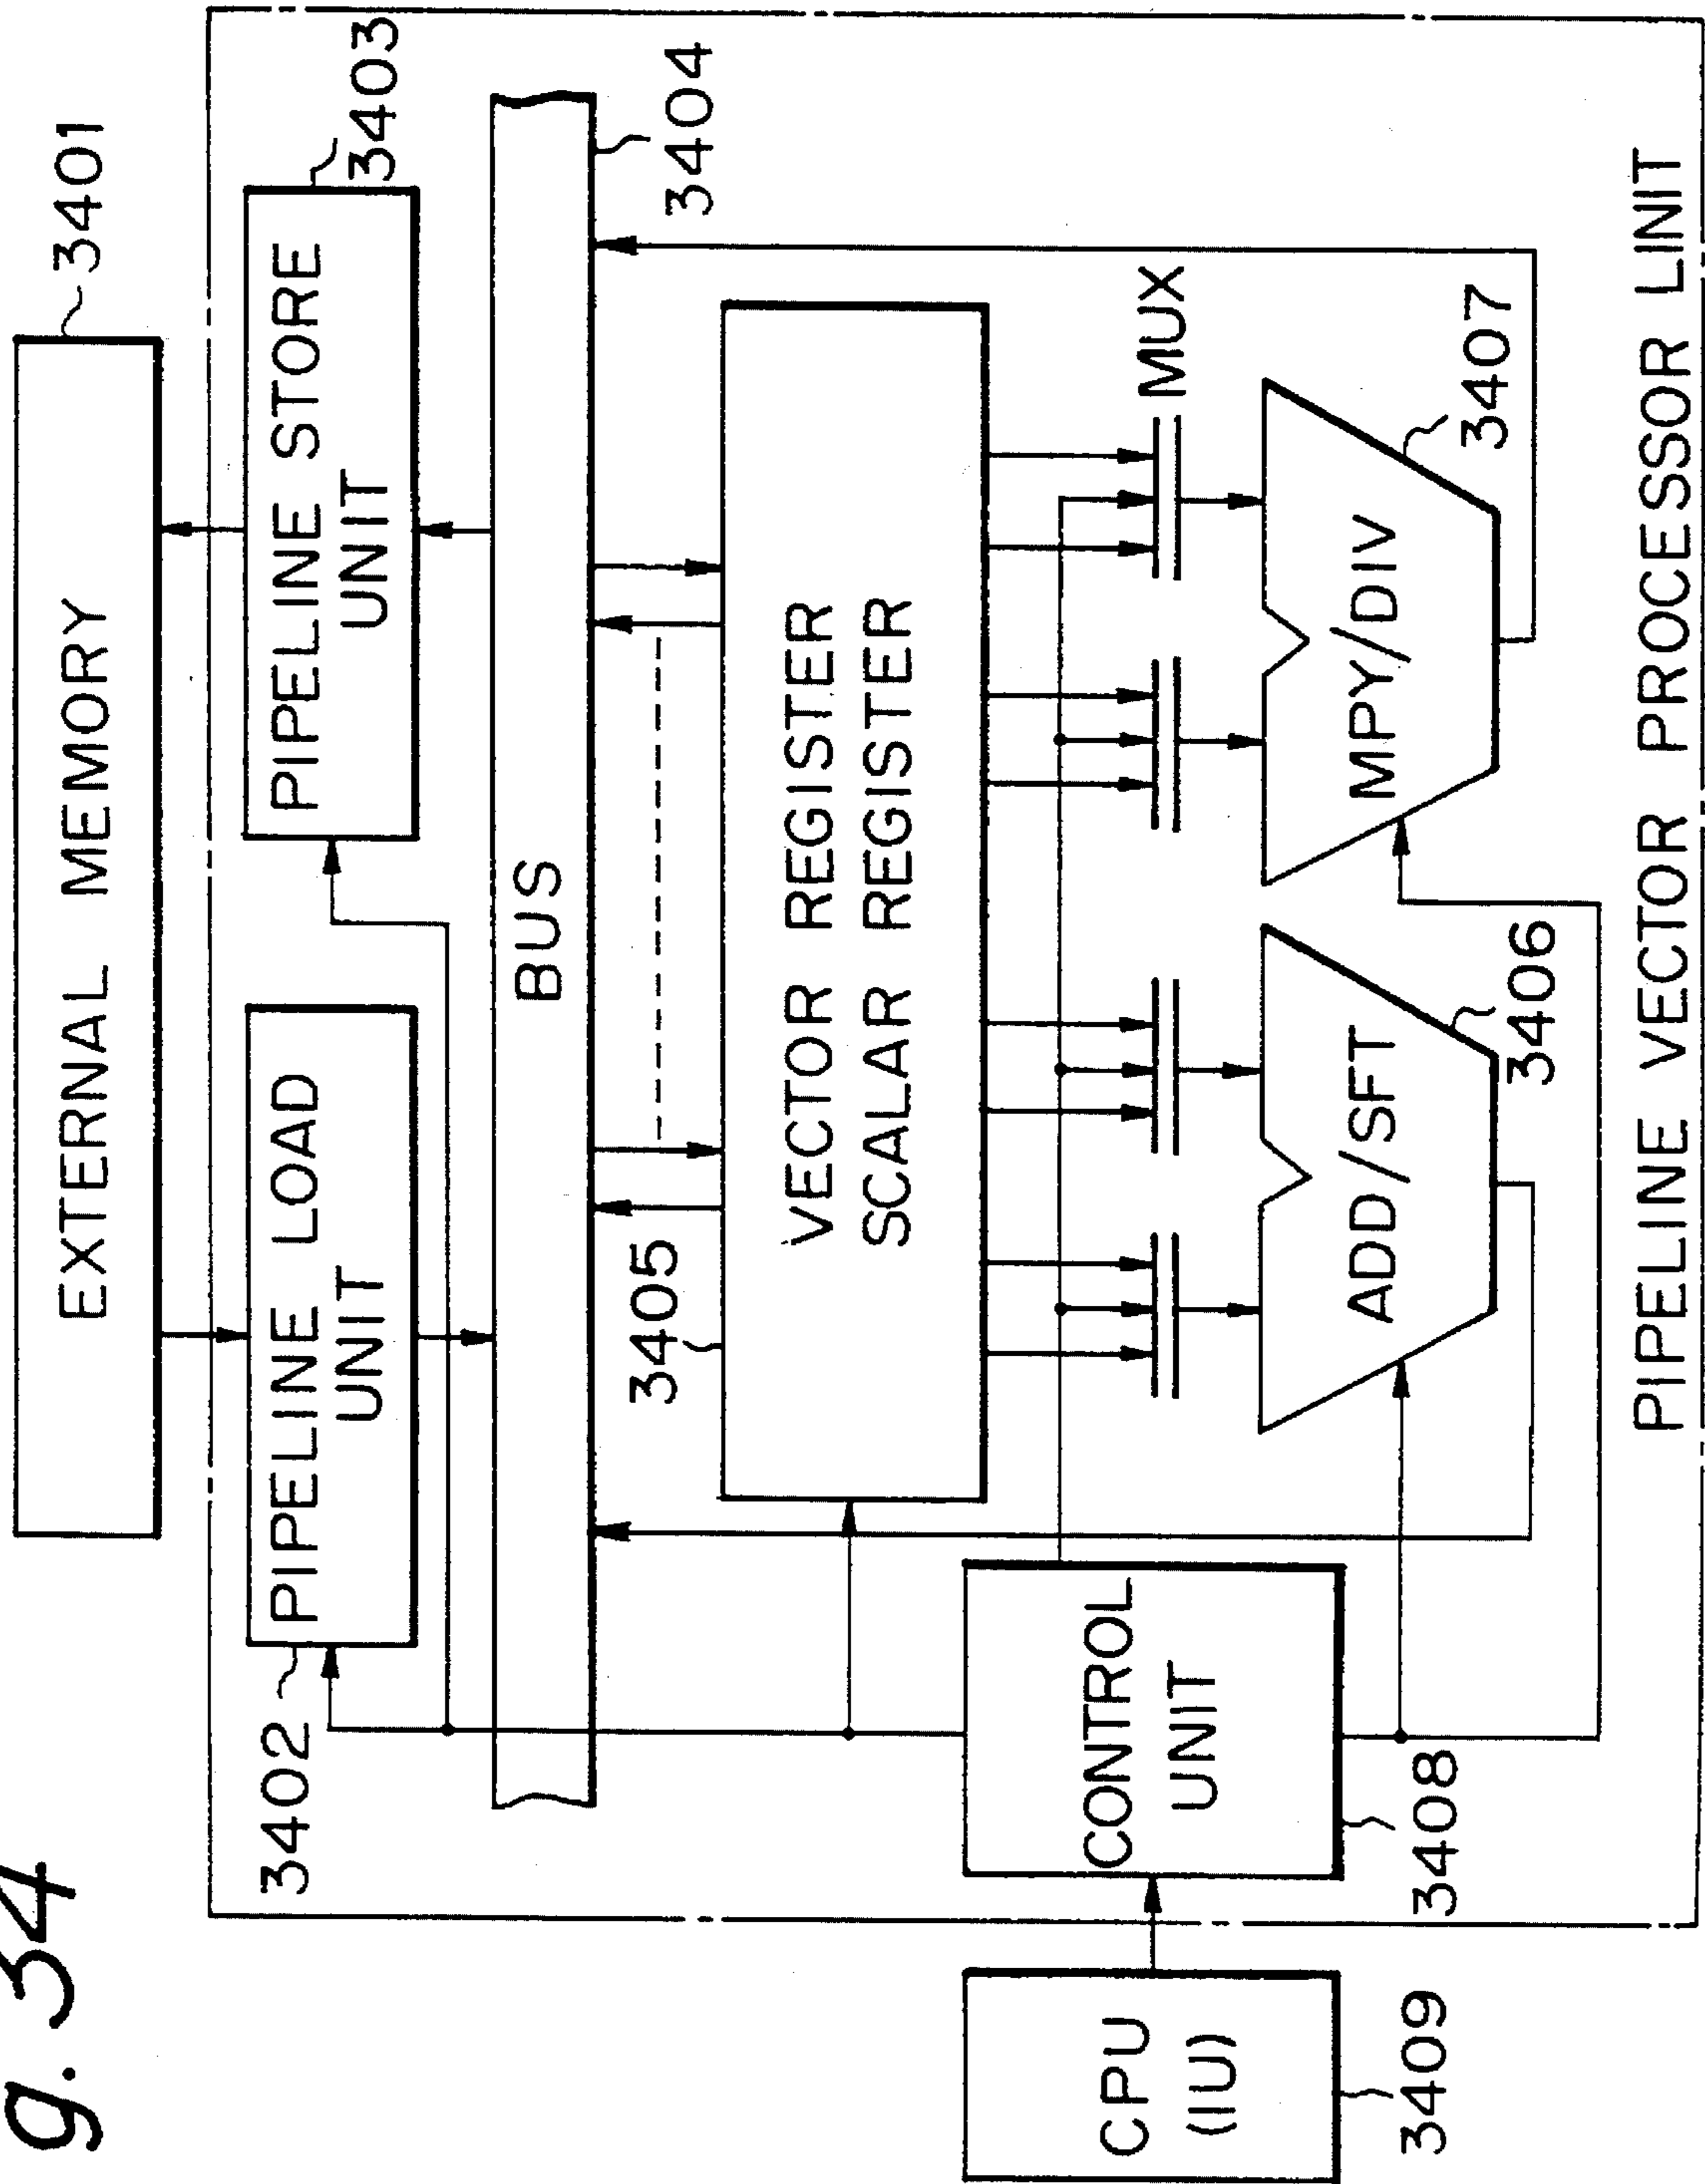 g. 34
EXTERNAL MEMORY
3401
3402
PIPELINE LOAD
UNIT
PIPELINE STORE
UNIT
3403
BUS
3404
3405
VECTOR REGISTER
SCALAR REGISTER
MUX
CPU
(IU)
3409
CONTROL
UNIT
3408
ADD/SFT
3406
MPY/DIV
3407
PIPELINE VECTOR PROCESSOR LINIT